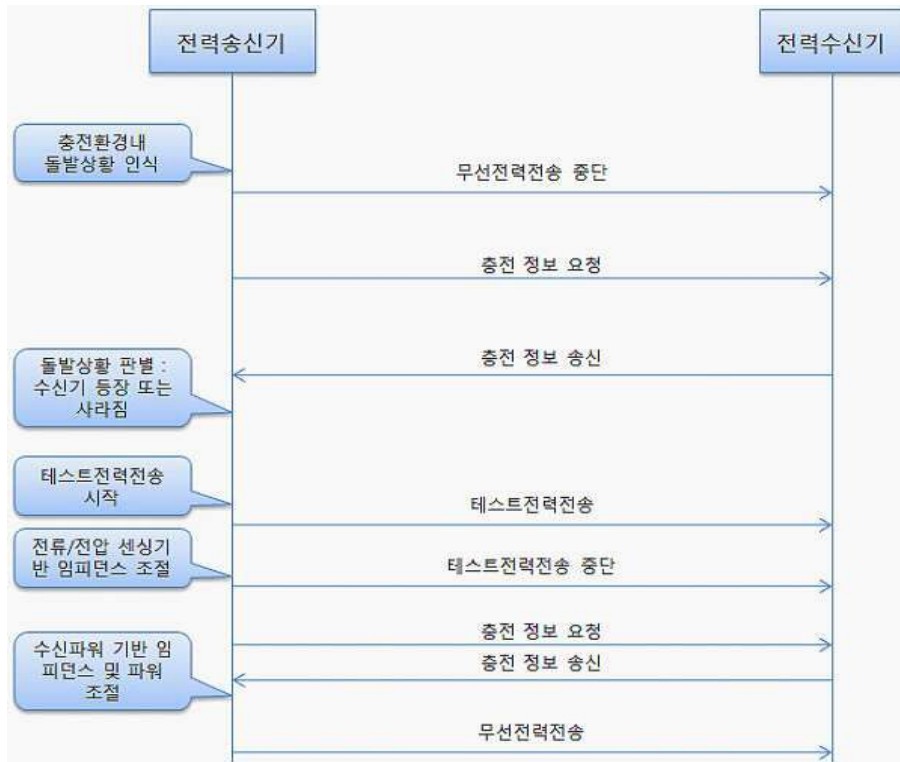 전력송신기
전력수신기
충전환경내
돌발상황 인식
무선전력전송 중단
충전 정보 요청
충전 정보 송신
돌발상황 판별 :
수신기 등장 또는
사라짐
테스트전력전송
시작
테스트전력전송
전류/전압 센싱기
반 임피던스 조절
테스트전력전송 중단
충전 정보 요청
수신파워 기반 임
피던스 및 파워
조절
충전 정보 송신
무선전력전송